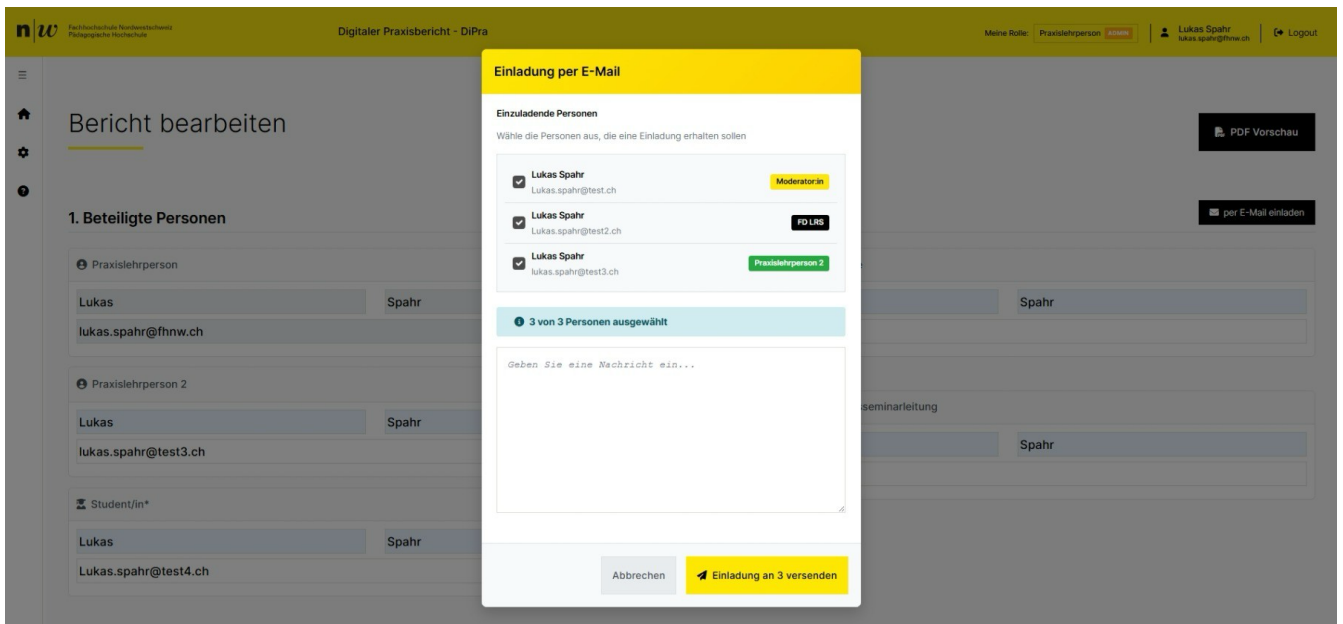 n|w Fachhochschule Nordwestschweiz
Pädagogische Hochschule
Digitaler Praxisbericht - DiPra
Meine Rolle: Praxislehrperson ADMIN
Lukas Spahr
lukas.spahr@fhnw.ch
Logout
Bericht bearbeiten
PDF Vorschau
1. Beteiligte Personen
per E-Mail einladen
Praxislehrperson
Lukas Spahr
lukas.spahr@fhnw.ch
Praxislehrperson 2
Lukas Spahr
lukas.spahr@test3.ch
Student/in*
Lukas Spahr
Lukas.spahr@test4.ch
Spahr
sseminarleitung
Spahr
Einladung per E-Mail
Einzuladende Personen
Wähle die Personen aus, die eine Einladung erhalten sollen
Lukas Spahr
Lukas.spahr@test.ch
Moderator:in
Lukas Spahr
Lukas.spahr@test2.ch
FD LRS
Lukas Spahr
lukas.spahr@test3.ch
Praxislehrperson 2
3 von 3 Personen ausgewählt
Geben Sie eine Nachricht ein...
Abbrechen
Einladung an 3 versenden